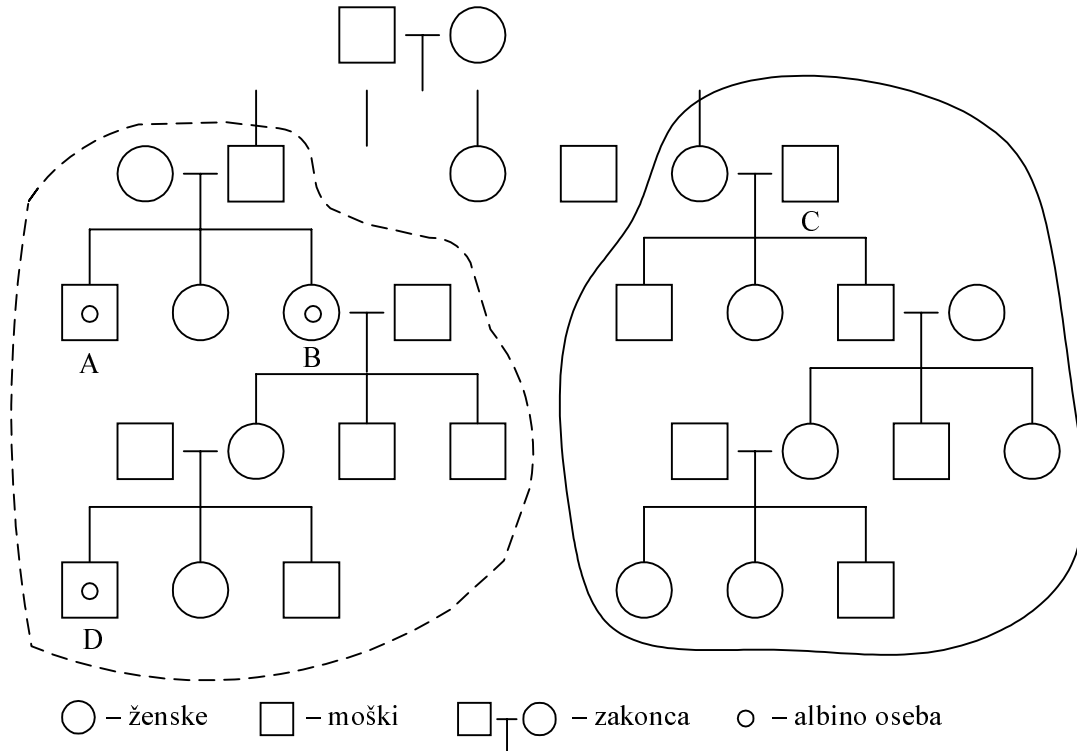 C
A
B
D
– ženske – moški – zakonca – albino oseba